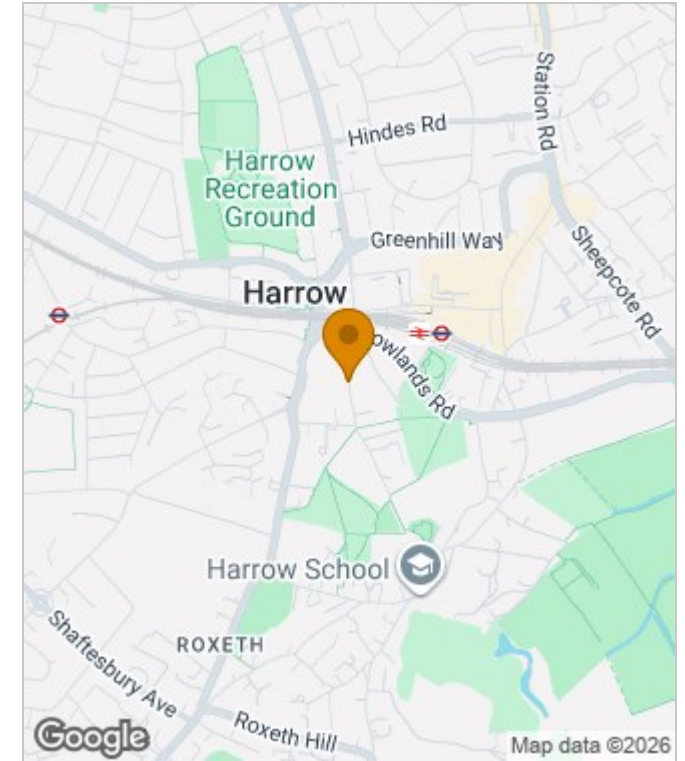 Station Rd
Hindes Rd
Harrow
Recreation
Ground
Greenhill Way
Sheepcote Rd
Harrow
owlands Rd
Harrow School
ROXETH
Shaftesbury Ave
Roxeth Hill
Google
Map data ©2026